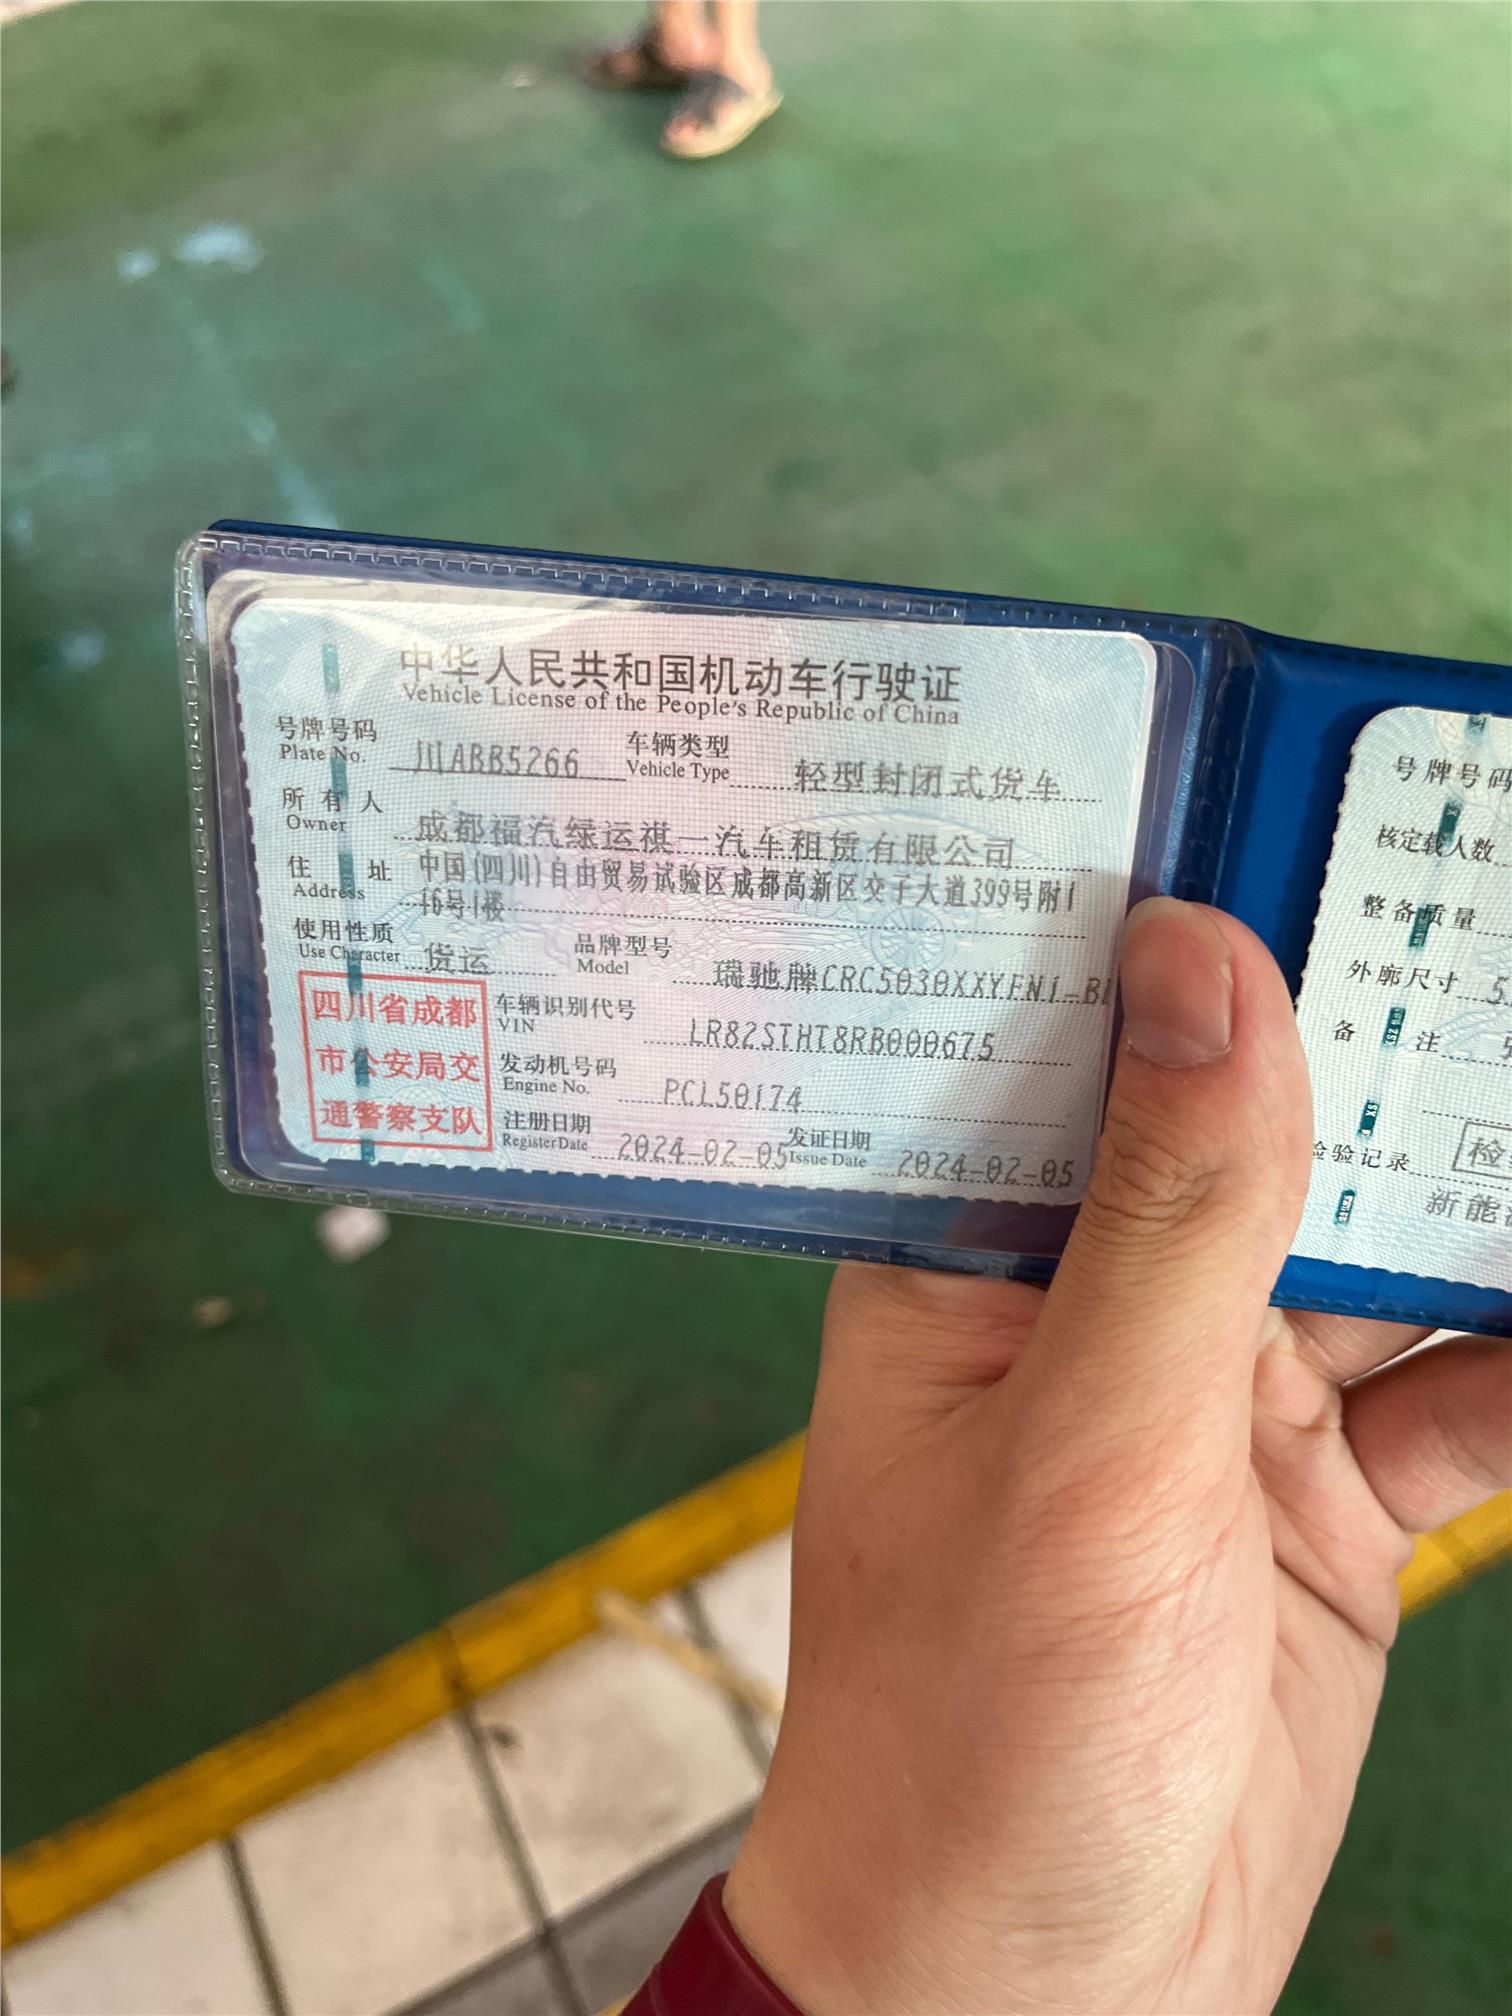 中华人民共和国机动车行驶证
Vehicle License of the People's Republic of China
号牌号码 川ABB5266 车辆类型 轻型封闭式货车
Plate No. Vehicle Type
所有人 成都福汽绿运祺一汽车租赁有限公司
Owner
住址 中国(四川)自由贸易试验区成都高新区交子大道399号附1
Address 16号1楼
使用性质 货运 品牌型号 瑞驰牌CRC5030XXYFN1-B
Use Character Model
四川省成都
市公安局交
通警察支队
车辆识别代号 LR82STHT8RB000675
VIN
发动机号码 PCL50174
Engine No.
注册日期 2024-02-05 发证日期 2024-02-05
Register Date Issue Date
号牌号码
核定载人数
整备质量
外廓尺寸 5
备注
检验记录 检
新能